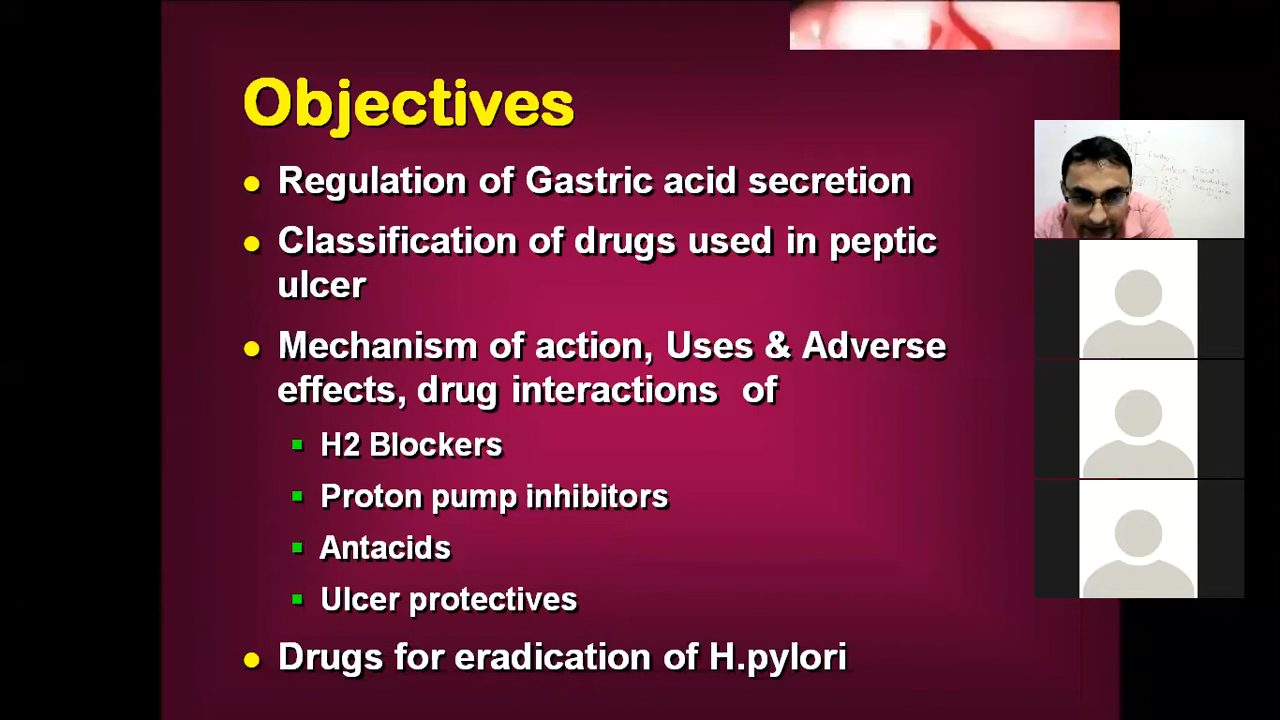 Objectives
Regulation of Gastric acid secretion
Classification of drugs used in peptic
ulcer
Mechanism of action, Uses & Adverse
effects, drug interactions of
H2 Blockers
Proton pump inhibitors
Antacids
Ulcer protectives
Drugs for eradication of H.pylori